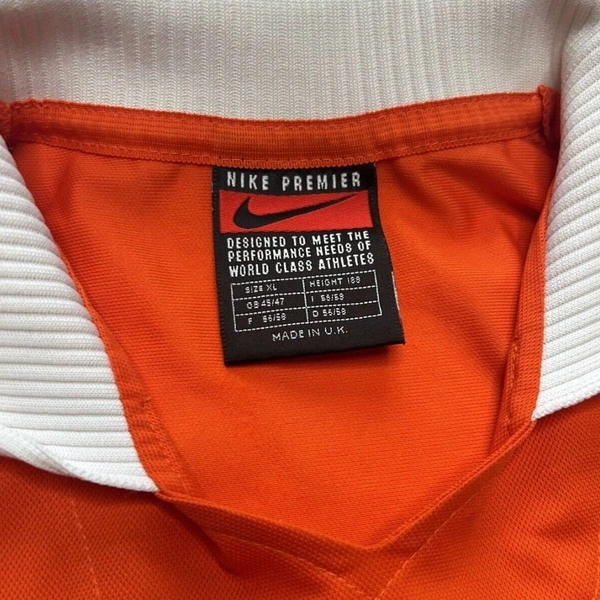 NIKE PREMIER
DESIGNED TO MEET THE
PERFORMANCE NEEDS OF
WORLD CLASS ATHLETES
SIZE XL HEIGHT 188
GB 45/47 I 56/58
F 56/58 D 56/58
MADE IN U.K.